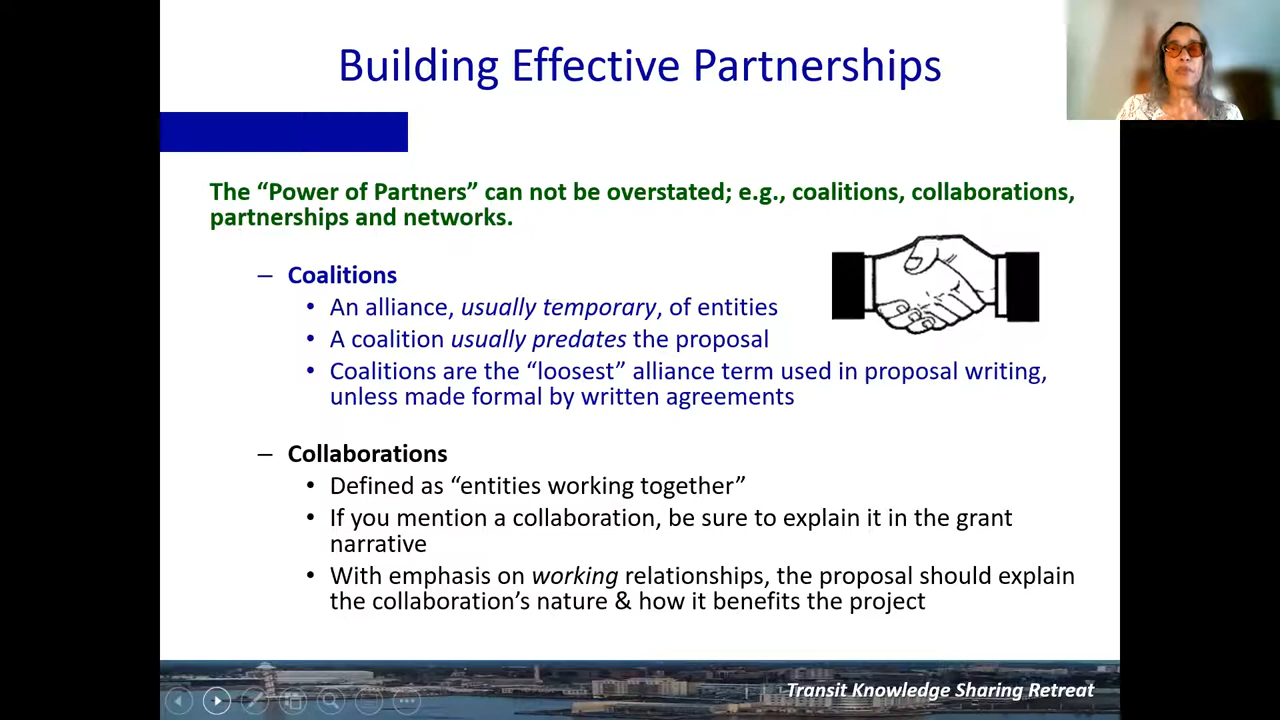 Building Effective Partnerships
The “Power of Partners” can not be overstated; e.g., coalitions, collaborations,
partnerships and networks.
– Coalitions
• An alliance, usually temporary, of entities
• A coalition usually predates the proposal
• Coalitions are the “loosest” alliance term used in proposal writing,
unless made formal by written agreements
– Collaborations
• Defined as “entities working together”
• If you mention a collaboration, be sure to explain it in the grant
narrative
• With emphasis on working relationships, the proposal should explain
the collaboration’s nature & how it benefits the project
Transit Knowledge Sharing Retreat